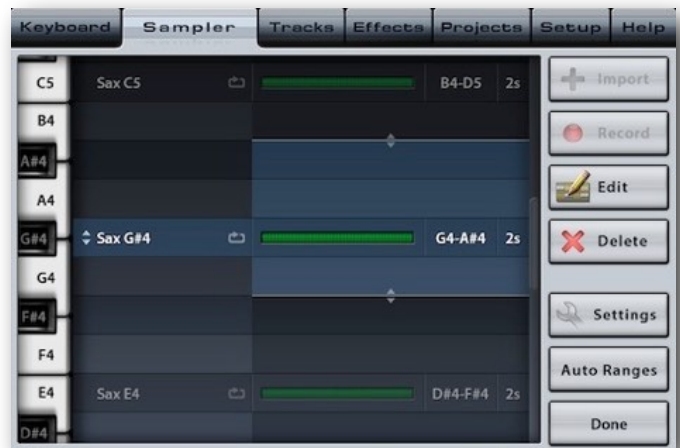 Keyboard Sampler Tracks Effects Projects Setup Help
C5 Sax C5 B4-D5 2s Import
B4
Record
A#4
A4 Edit
G#4 Sax G#4 G4-A#4 2s Delete
G4
F#4 Settings
F4
Auto Ranges
E4 Sax E4 D#4-F#4 2s
D#4 Done